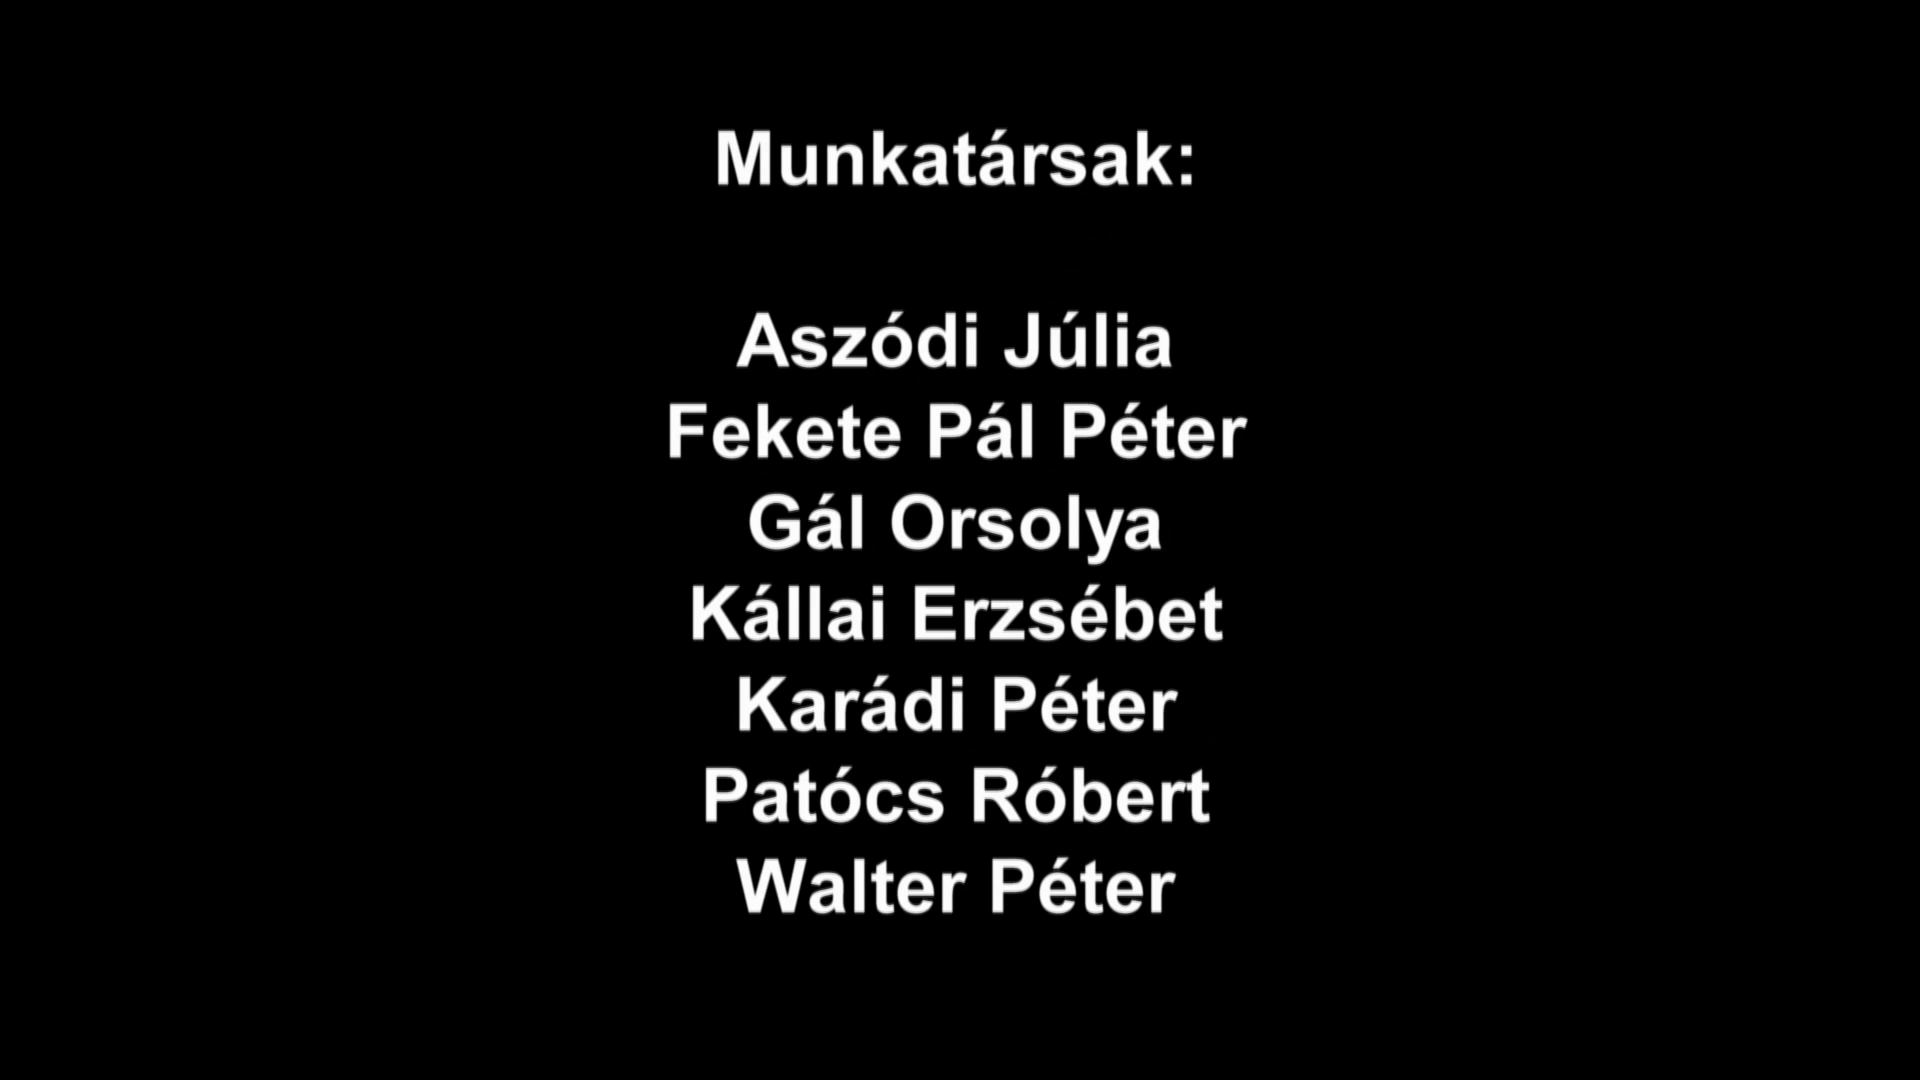 Munkatársak:
Aszódi Júlia
Fekete Pál Péter
Gál Orsolya
Kállai Erzsébet
Karádi Péter
Patócs Róbert
Walter Péter